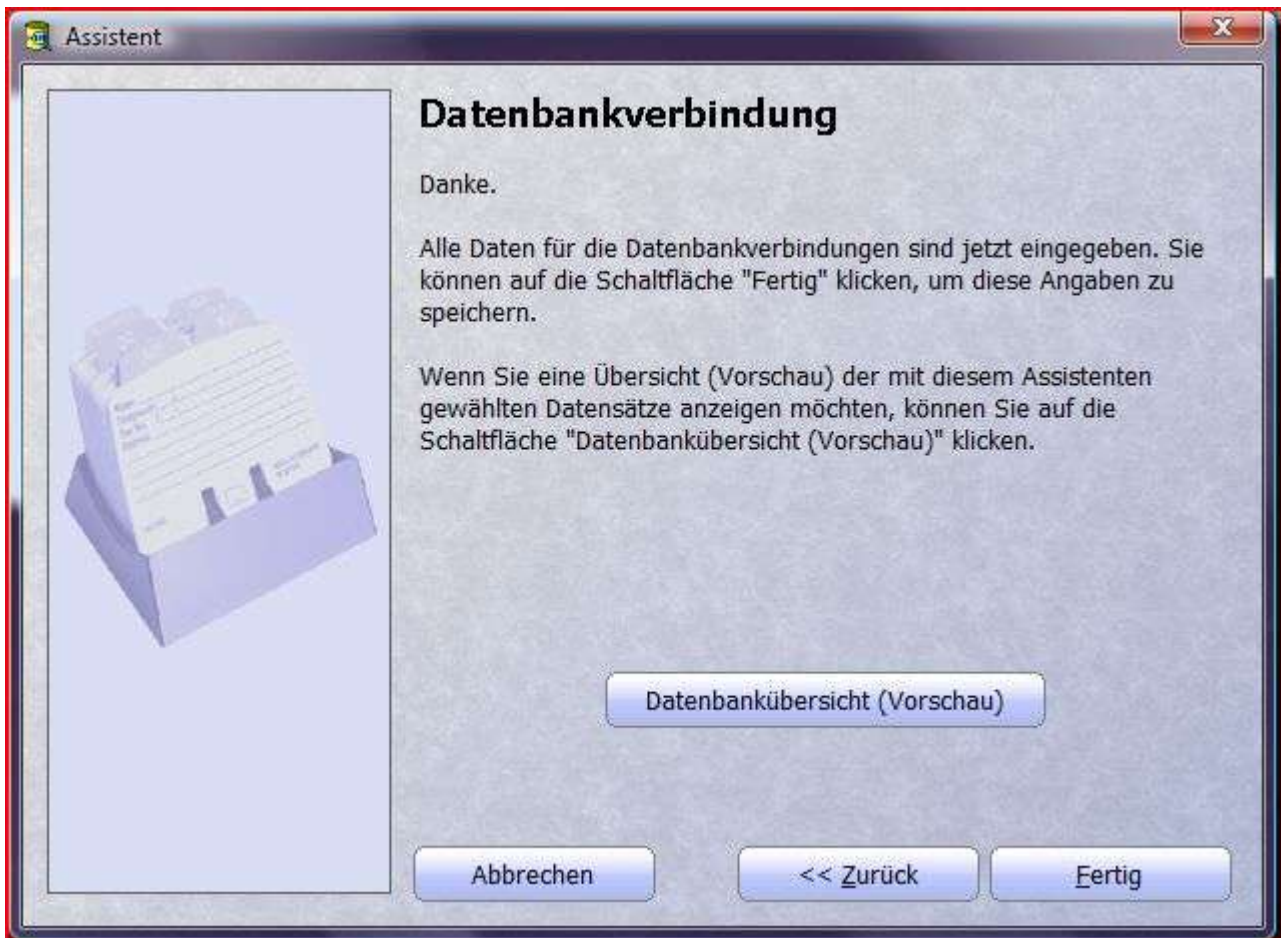 Assistent
Datenbankverbindung
Danke.
Alle Daten für die Datenbankverbindungen sind jetzt eingegeben. Sie
können auf die Schaltfläche "Fertig" klicken, um diese Angaben zu
speichern.
Wenn Sie eine Übersicht (Vorschau) der mit diesem Assistenten
gewählten Datensätze anzeigen möchten, können Sie auf die
Schaltfläche "Datenbankübersicht (Vorschau)" klicken.
Datenbankübersicht (Vorschau)
Abbrechen
<< Zurück
Fertig